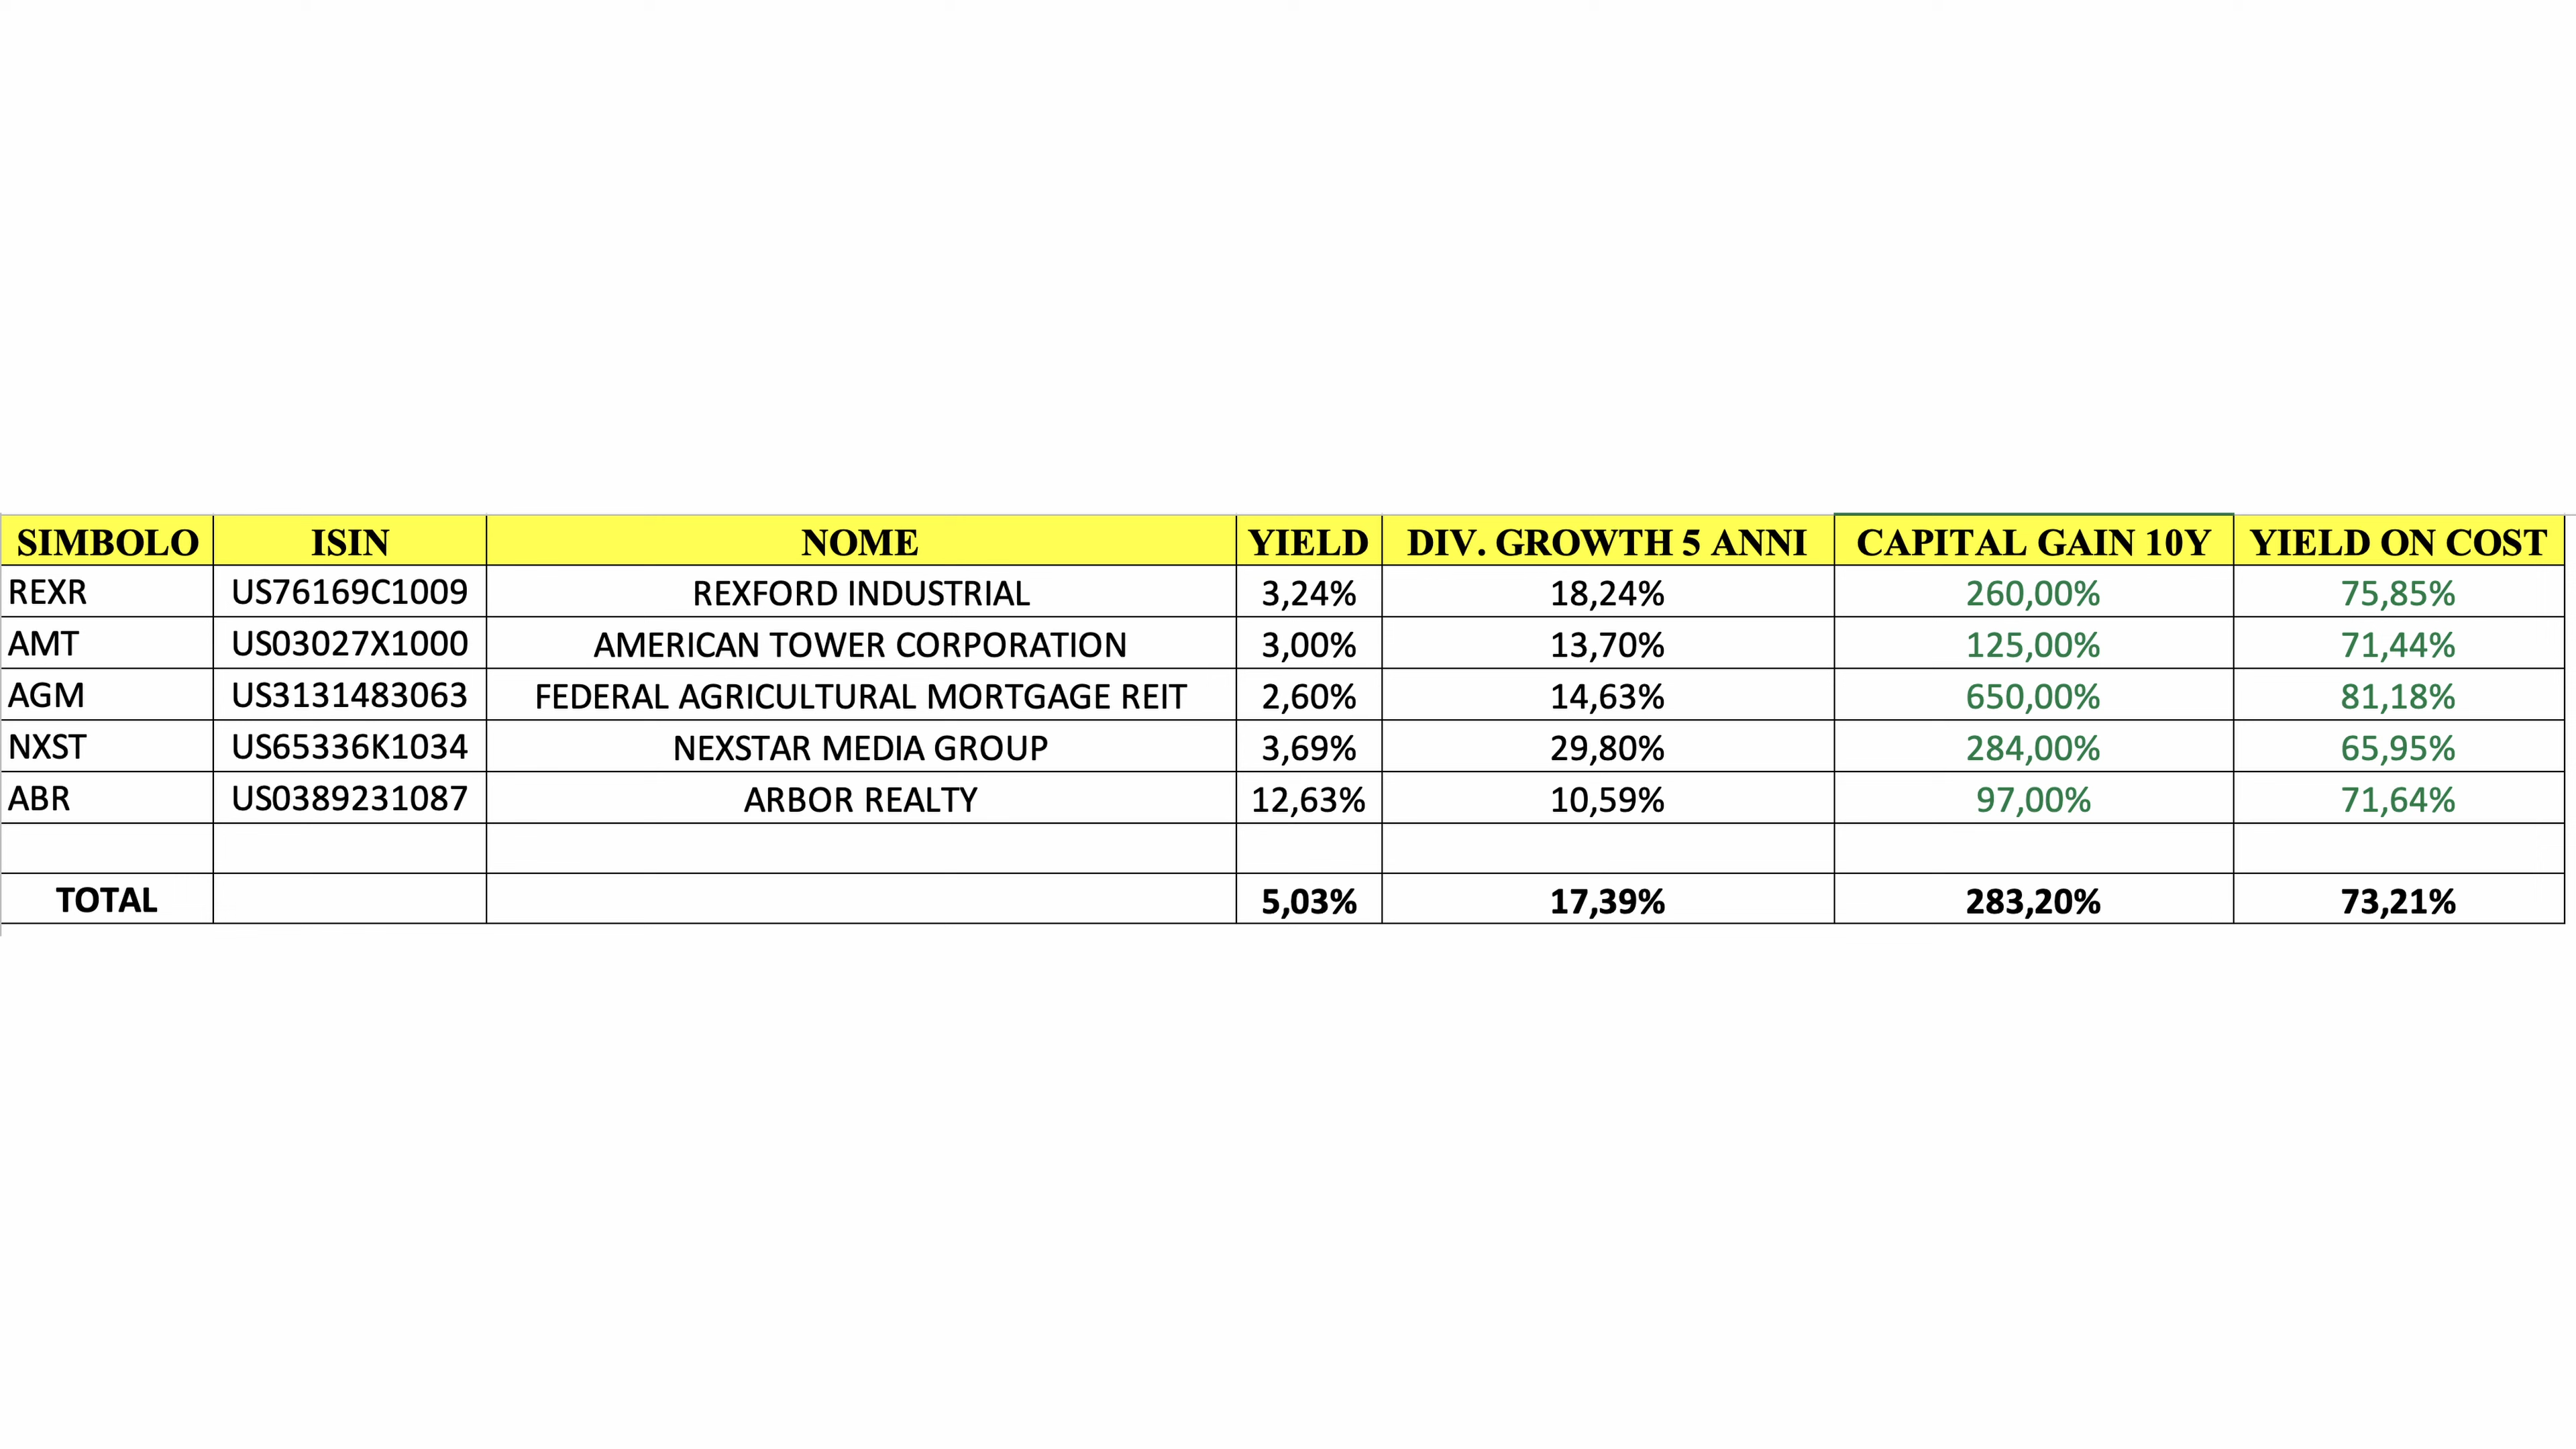 SIMBOLO ISIN NOME YIELD DIV. GROWTH 5 ANNI CAPITAL GAIN 10Y YIELD ON COST
REXR US76169C1009 REXFORD INDUSTRIAL 3,24% 18,24% 260,00% 75,85%
AMT US03027X1000 AMERICAN TOWER CORPORATION 3,00% 13,70% 125,00% 71,44%
AGM US3131483063 FEDERAL AGRICULTURAL MORTGAGE REIT 2,60% 14,63% 650,00% 81,18%
NXST US65336K1034 NEXSTAR MEDIA GROUP 3,69% 29,80% 284,00% 65,95%
ABR US0389231087 ARBOR REALTY 12,63% 10,59% 97,00% 71,64%
TOTAL 5,03% 17,39% 283,20% 73,21%